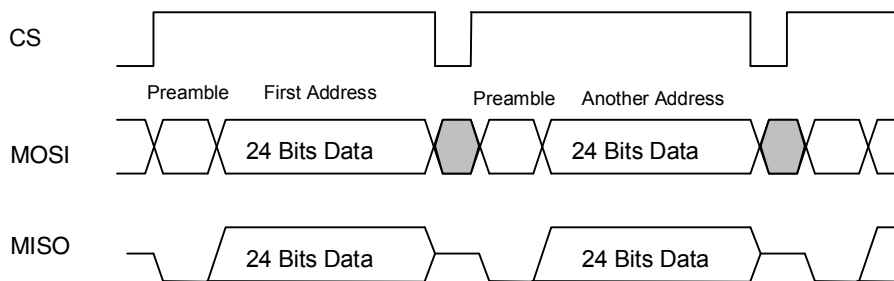 CS
Preamble First Address Preamble Another Address
MOSI 24 Bits Data 24 Bits Data
MISO 24 Bits Data 24 Bits Data